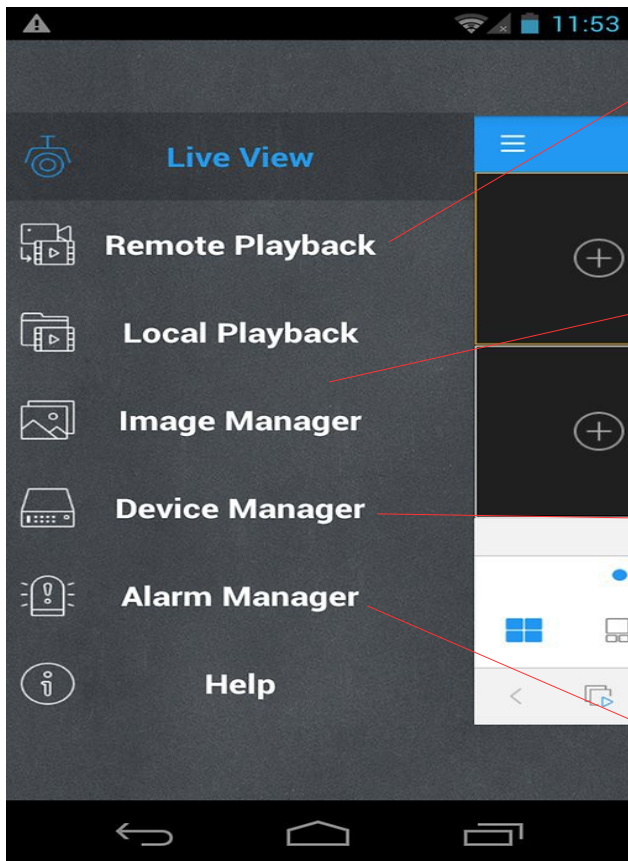 11:53
Live View
Remote Playback
Local Playback
Image Manager
Device Manager
Alarm Manager
Help